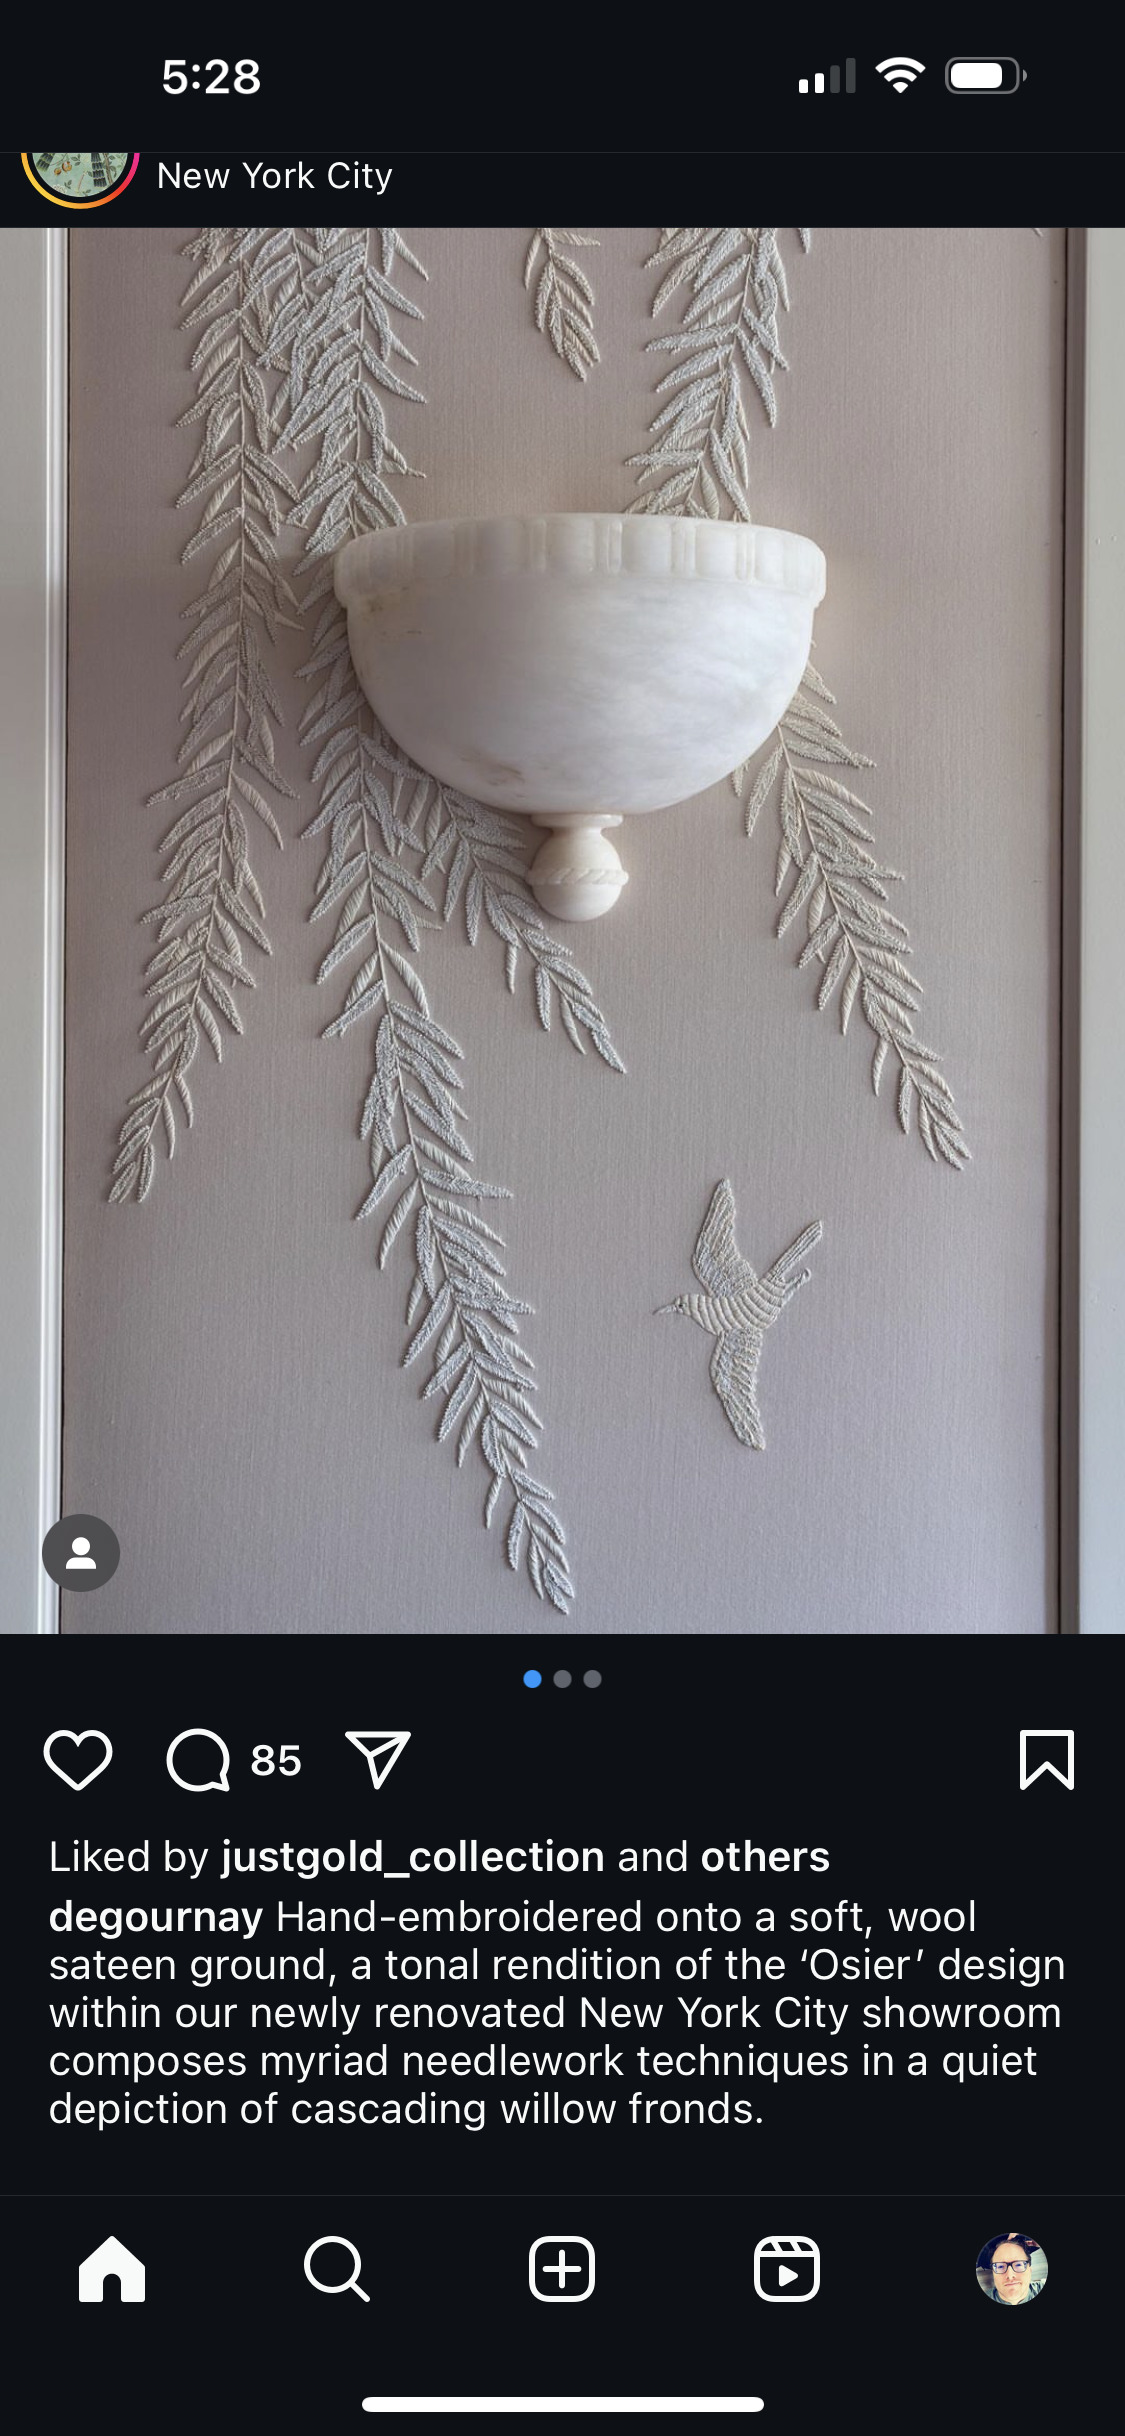 5:28
New York City
85
Liked by justgold_collection and others
degournay Hand-embroidered onto a soft, wool
sateen ground, a tonal rendition of the ‘Osier’ design
within our newly renovated New York City showroom
composes myriad needlework techniques in a quiet
depiction of cascading willow fronds.